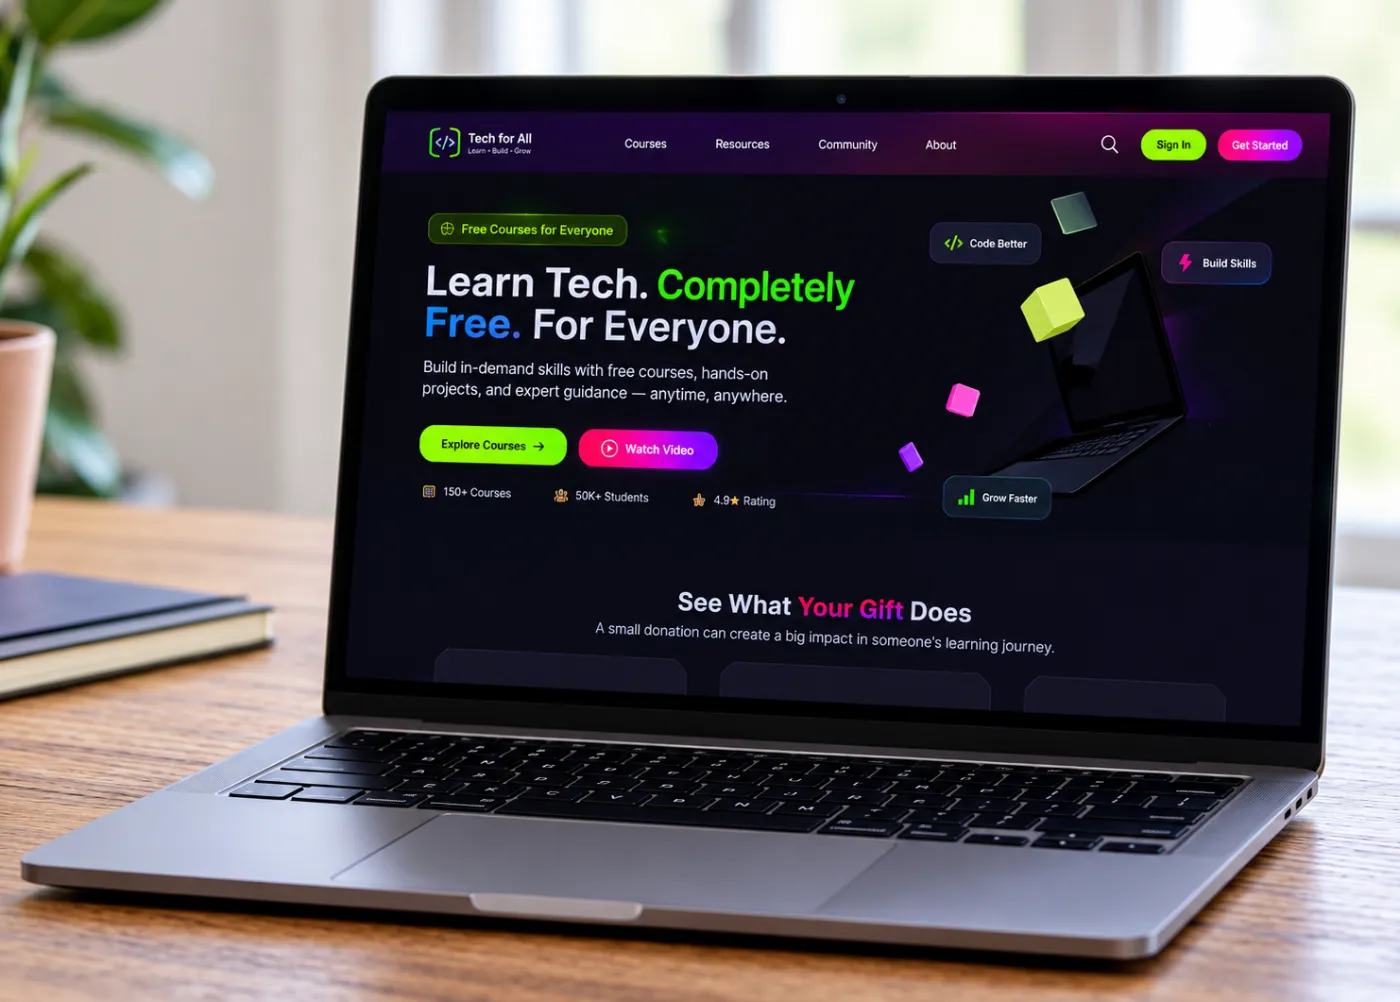 Tech for All
Learn • Build • Grow
Courses
Resources
Community
About
Sign In
Get Started
Free Courses for Everyone
Learn Tech. Completely
Free. For Everyone.
Build in-demand skills with free courses, hands-on
projects, and expert guidance — anytime, anywhere.
Explore Courses →
Watch Video
150+ Courses
50K+ Students
4.9★ Rating
</> Code Better
Build Skills
Grow Faster
See What Your Gift Does
A small donation can create a big impact in someone's learning journey.